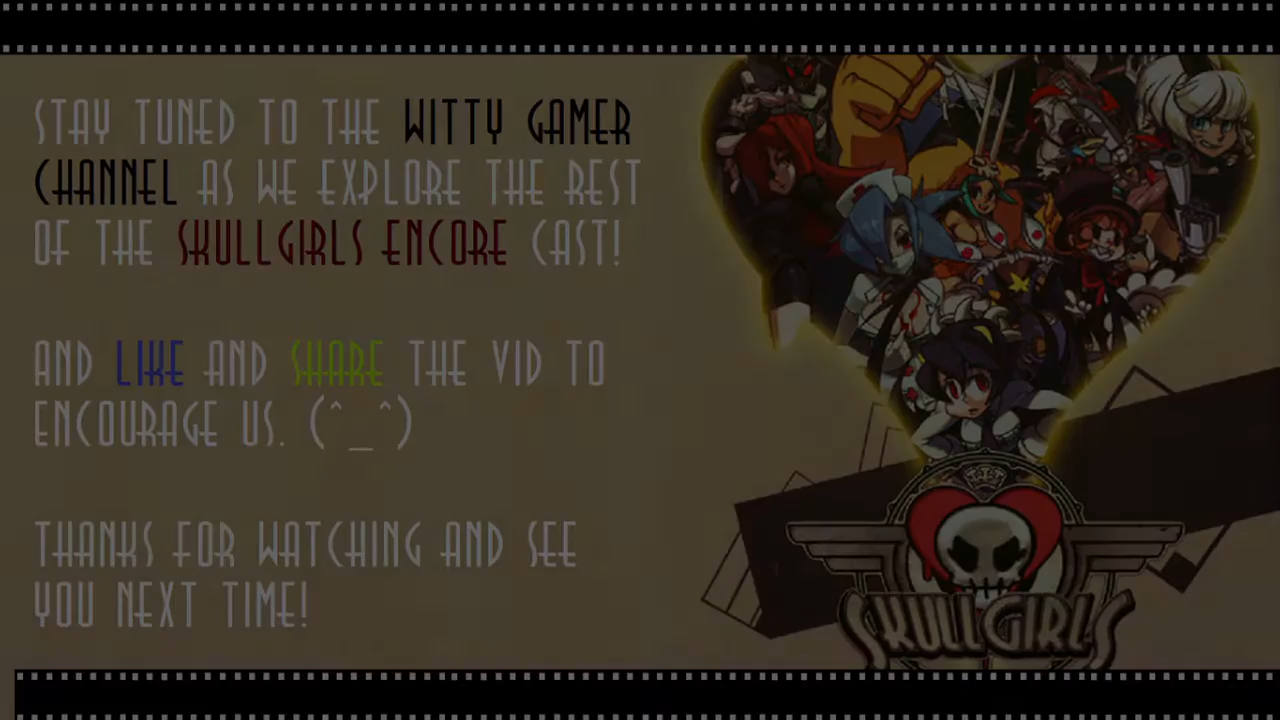 STAY TUNED TO THE WITTY GAMER
CHANNEL AS WE EXPLORE THE REST
OF THE SKULLGIRLS ENCORE CAST!
AND LIKE AND SHARE THE VID TO
ENCOURAGE US. (^_^)
THANKS FOR WATCHING AND SEE
YOU NEXT TIME!
SKULLGIRLS